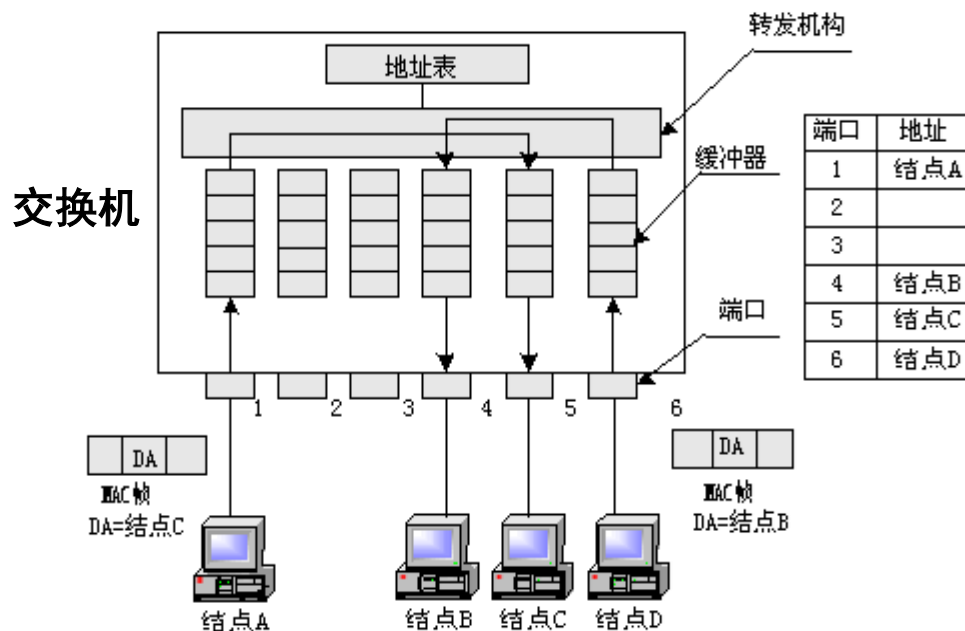 转发机构
地址表
缓冲器
交换机
端口 地址
1 结点A
2
3
4 结点B
5 结点C
6 结点D
端口
1 2 3 4 5 6
DA
MAC帧
DA=结点C
DA
MAC帧
DA=结点B
结点A 结点B 结点C 结点D